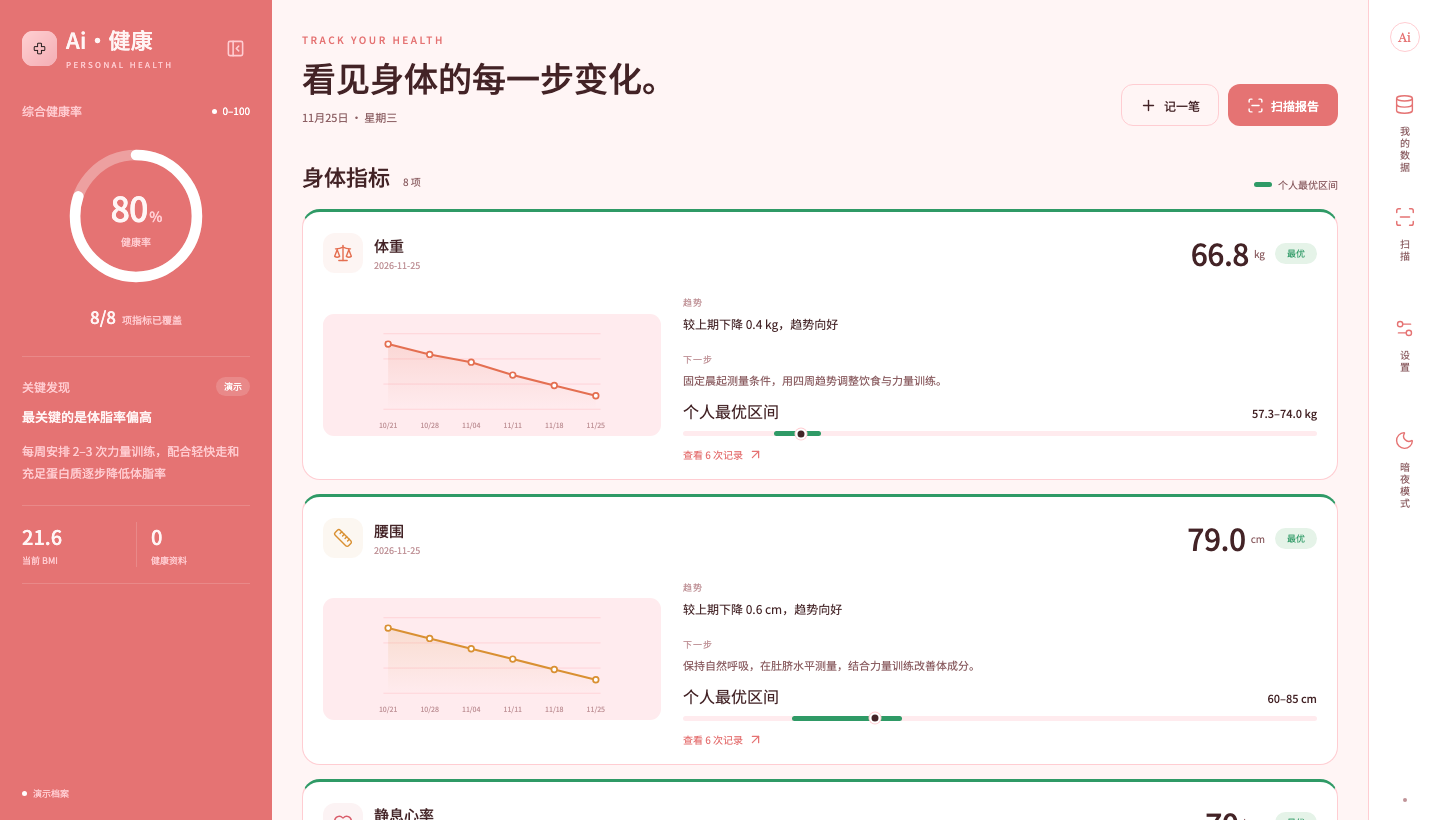 Ai・健康
PERSONAL HEALTH
综合健康率
0–100
80%
健康率
8/8 项指标已覆盖
关键发现
演示
最关键的是体脂率偏高
每周安排 2–3 次力量训练，配合轻快走和
充足蛋白质逐步降低体脂率
21.6
当前 BMI
0
健康资料
演示档案
TRACK YOUR HEALTH
看见身体的每一步变化。
11月25日 · 星期三
记一笔
扫描报告
身体指标 8 项
个人最优区间
体重
2026-11-25
66.8 kg
最优
10/21 10/28 11/04 11/11 11/18 11/25
趋势
较上期下降 0.4 kg，趋势向好
下一步
固定晨起测量条件，用四周趋势调整饮食与力量训练。
个人最优区间
57.3–74.0 kg
查看 6 次记录
腰围
2026-11-25
79.0 cm
最优
10/21 10/28 11/04 11/11 11/18 11/25
趋势
较上期下降 0.6 cm，趋势向好
下一步
保持自然呼吸，在肚脐水平测量，结合力量训练改善体成分。
个人最优区间
60–85 cm
查看 6 次记录
静息心率
70
Ai
我的数据
扫描
设置
暗夜模式